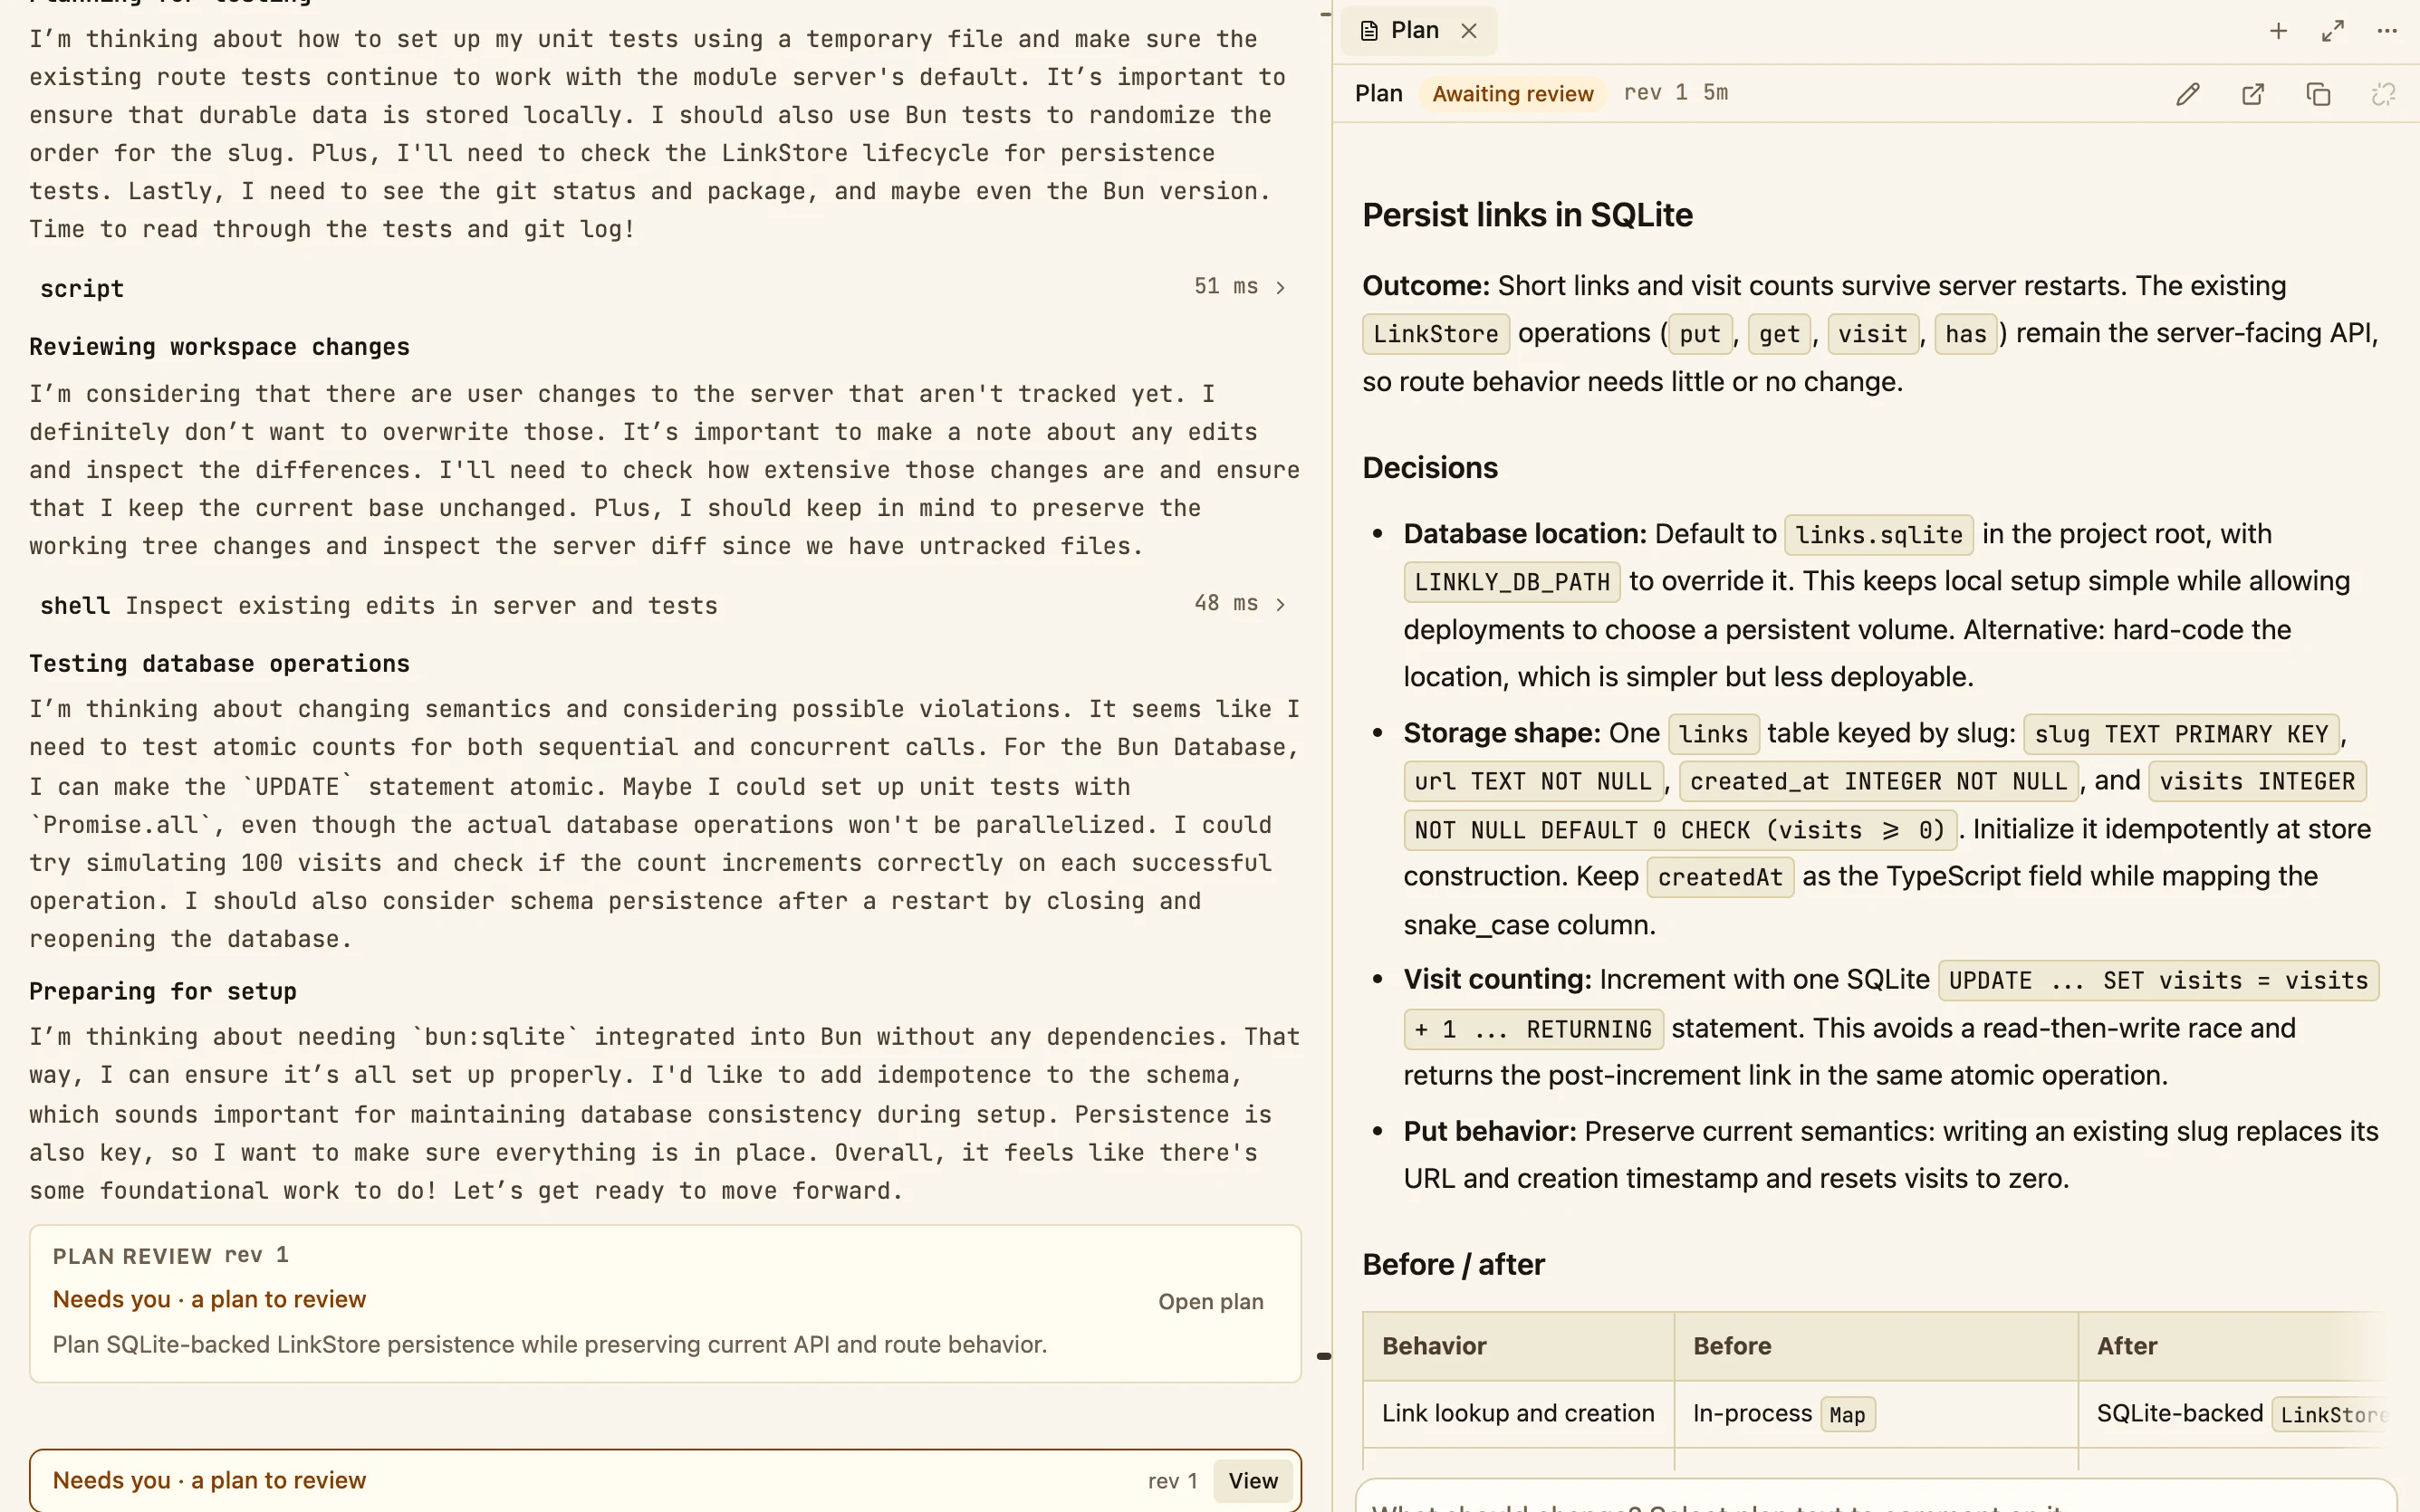 Planning for testing
I’m thinking about how to set up my unit tests using a temporary file and make sure the
existing route tests continue to work with the module server's default. It’s important to
ensure that durable data is stored locally. I should also use Bun tests to randomize the
order for the slug. Plus, I'll need to check the LinkStore lifecycle for persistence
tests. Lastly, I need to see the git status and package, and maybe even the Bun version.
Time to read through the tests and git log!
script 51 ms
Reviewing workspace changes
I’m considering that there are user changes to the server that aren't tracked yet. I
definitely don’t want to overwrite those. It’s important to make a note about any edits
and inspect the differences. I'll need to check how extensive those changes are and ensure
that I keep the current base unchanged. Plus, I should keep in mind to preserve the
working tree changes and inspect the server diff since we have untracked files.
shell Inspect existing edits in server and tests 48 ms
Testing database operations
I’m thinking about changing semantics and considering possible violations. It seems like I
need to test atomic counts for both sequential and concurrent calls. For the Bun Database,
I can make the `UPDATE` statement atomic. Maybe I could set up unit tests with
`Promise.all`, even though the actual database operations won't be parallelized. I could
try simulating 100 visits and check if the count increments correctly on each successful
operation. I should also consider schema persistence after a restart by closing and
reopening the database.
Preparing for setup
I’m thinking about needing `bun:sqlite` integrated into Bun without any dependencies. That
way, I can ensure it’s all set up properly. I'd like to add idempotence to the schema,
which sounds important for maintaining database consistency during setup. Persistence is
also key, so I want to make sure everything is in place. Overall, it feels like there's
some foundational work to do! Let’s get ready to move forward.
PLAN REVIEW rev 1
Needs you · a plan to review
Open plan
Plan SQLite-backed LinkStore persistence while preserving current API and route behavior.
Needs you · a plan to review rev 1 View
Plan
Plan Awaiting review rev 1 5m
Persist links in SQLite
Outcome: Short links and visit counts survive server restarts. The existing
LinkStore operations (put, get, visit, has) remain the server-facing API,
so route behavior needs little or no change.
Decisions
• Database location: Default to links.sqlite in the project root, with
LINKLY_DB_PATH to override it. This keeps local setup simple while allowing
deployments to choose a persistent volume. Alternative: hard-code the
location, which is simpler but less deployable.
• Storage shape: One links table keyed by slug: slug TEXT PRIMARY KEY,
url TEXT NOT NULL, created_at INTEGER NOT NULL, and visits INTEGER
NOT NULL DEFAULT 0 CHECK (visits ≥ 0). Initialize it idempotently at store
construction. Keep createdAt as the TypeScript field while mapping the
snake_case column.
• Visit counting: Increment with one SQLite UPDATE ... SET visits = visits
+ 1 ... RETURNING statement. This avoids a read-then-write race and
returns the post-increment link in the same atomic operation.
• Put behavior: Preserve current semantics: writing an existing slug replaces its
URL and creation timestamp and resets visits to zero.
Before / after
Behavior Before After
Link lookup and creation In-process Map SQLite-backed LinkStore
What should change? Select plan text to comment on it